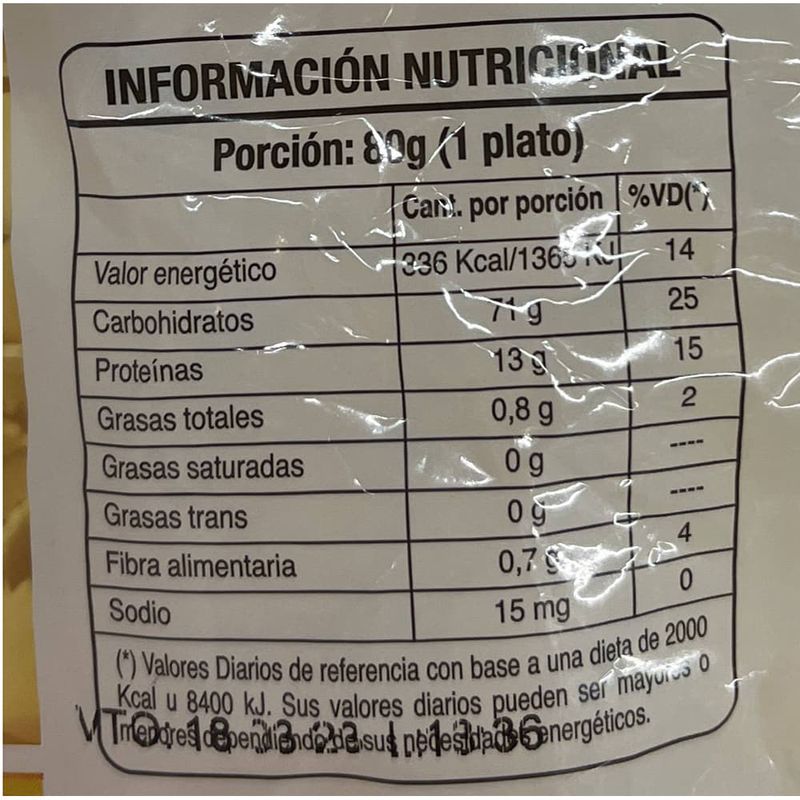 INFORMACIÓN NUTRICIONAL
Porción: 80g (1 plato)
Cant. por porción %VD(*)
Valor energético 336 Kcal/1365 KJ 14
Carbohidratos 71 g 25
Proteínas 13 g 15
Grasas totales 0,8 g 2
Grasas saturadas 0 g ----
Grasas trans 0 g ----
Fibra alimentaria 0,7 g 4
Sodio 15 mg 0
(*) Valores Diarios de referencia con base a una dieta de 2000
Kcal u 8400 kJ. Sus valores diarios pueden ser mayores o
menores dependiendo de sus necesidades energéticos.
VTO 18 23